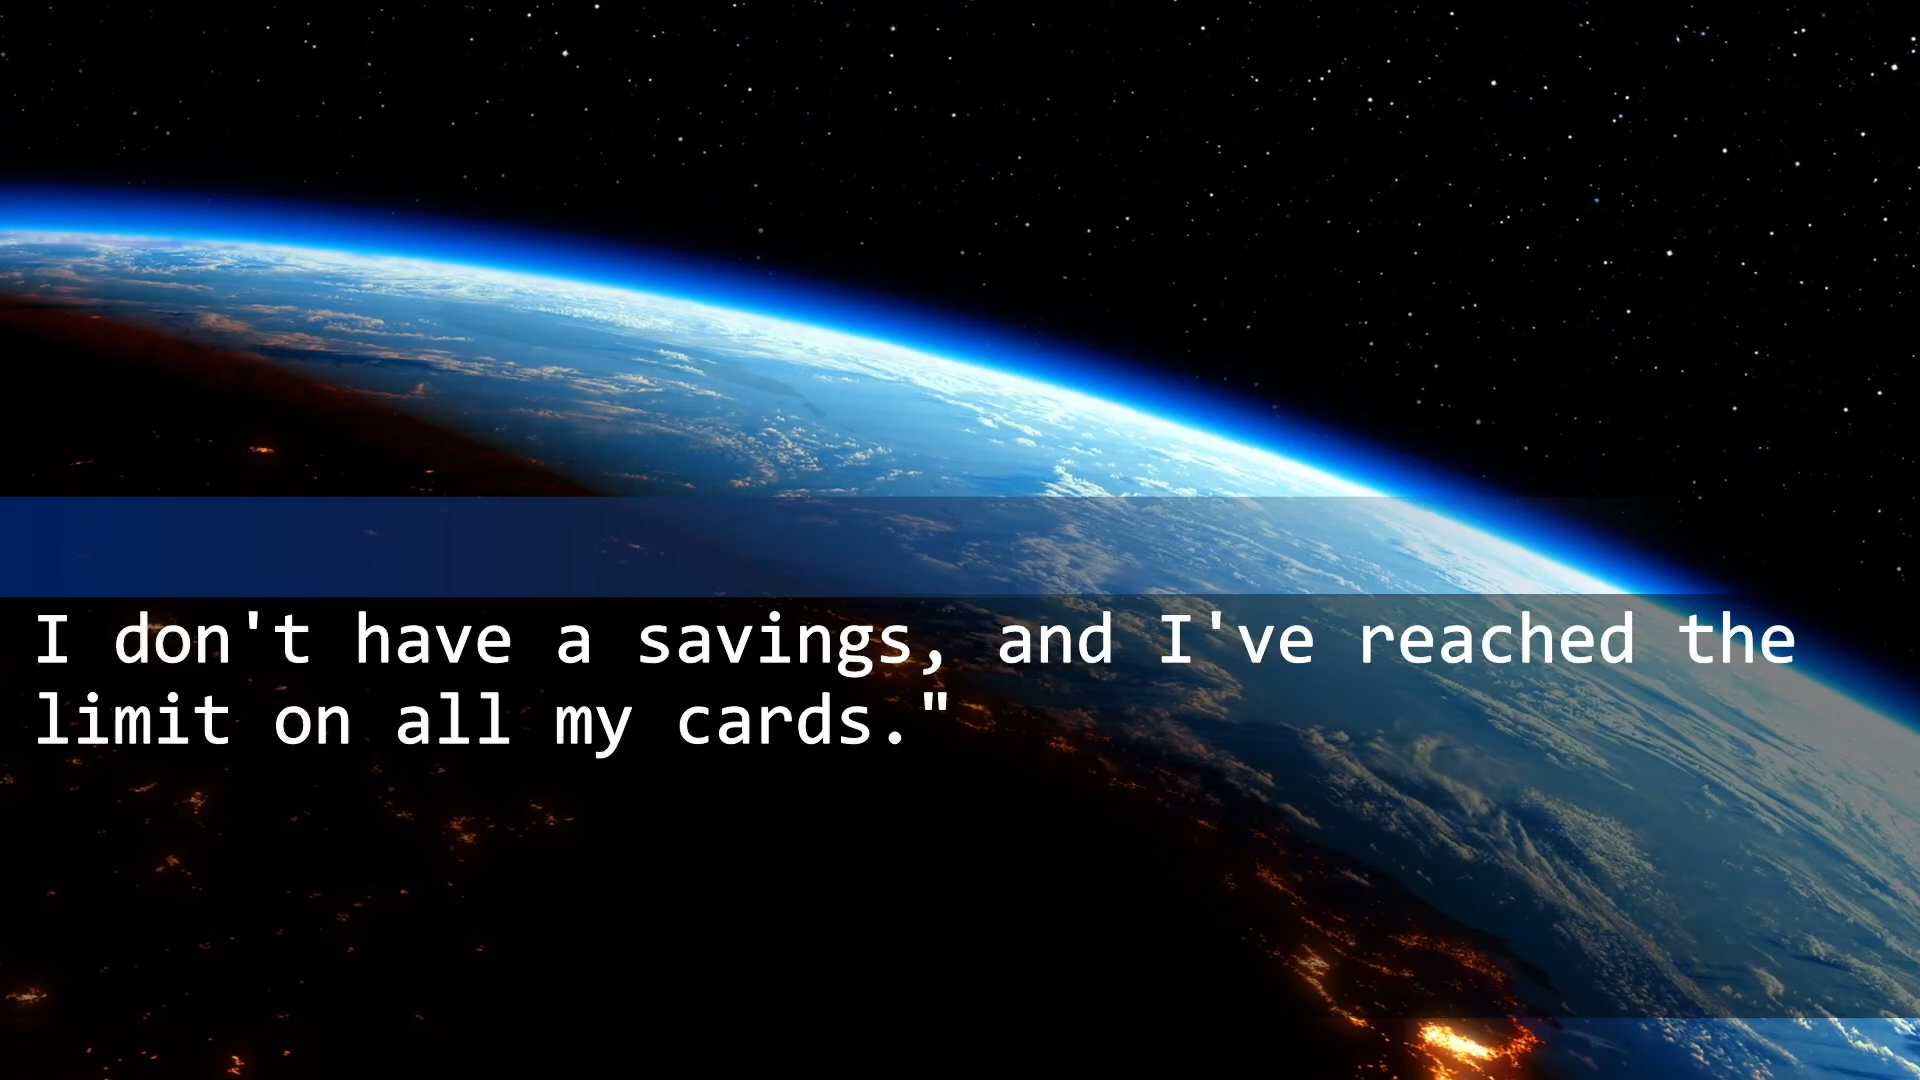 I don't have a savings, and I've reached the
limit on all my cards."